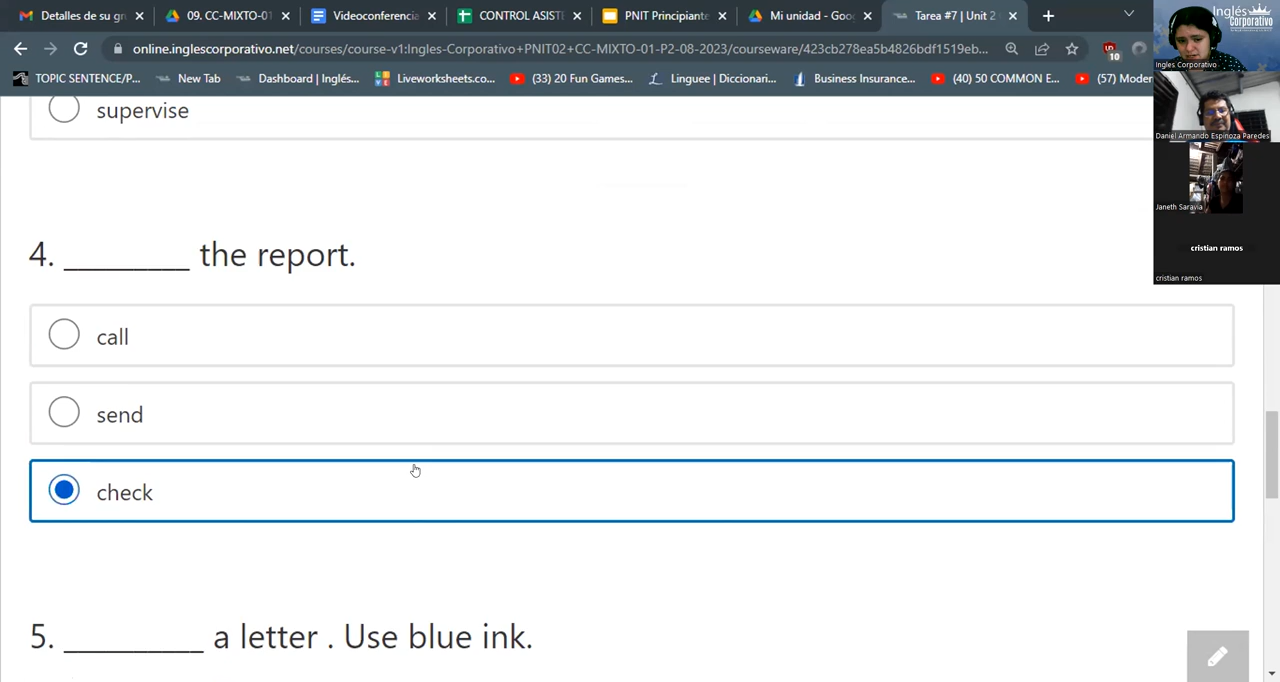 Detalles de su gr
09. CC-MIXTO-01
Videoconferencia
CONTROL ASIST
PNIT Principiante
Mi unidad - Goog
Tarea #7 | Unit 2
online.inglescorporativo.net/courses/course-v1:Ingles-Corporativo+PNIT02+CC-MIXTO-01-P2-08-2023/courseware/423cb278ea5b4826bdf1519eb...
10
TOPIC SENTENCE/P...
New Tab
Dashboard | Inglés...
Liveworksheets.co...
(33) 20 Fun Games...
Linguee | Diccionari...
Business Insurance...
(40) 50 COMMON E...
(57) Moder
Inglés
Corporativo
Ingles Corporativo
Daniel Armando Espinoza Paredes
Janeth Saravia
cristian ramos
cristian ramos
supervise
4. _________ the report.
call
send
check
5. _________ a letter . Use blue ink.